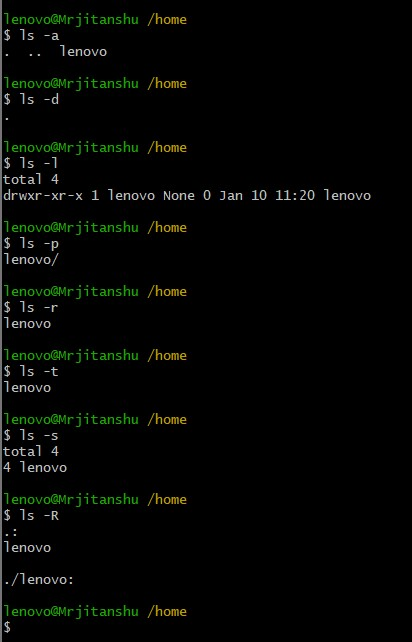 lenovo@Mrjitanshu /home
$ ls -a
.  ..  lenovo
lenovo@Mrjitanshu /home
$ ls -d
.
lenovo@Mrjitanshu /home
$ ls -l
total 4
drwxr-xr-x 1 lenovo None 0 Jan 10 11:20 lenovo
lenovo@Mrjitanshu /home
$ ls -p
lenovo/
lenovo@Mrjitanshu /home
$ ls -r
lenovo
lenovo@Mrjitanshu /home
$ ls -t
lenovo
lenovo@Mrjitanshu /home
$ ls -s
total 4
4 lenovo
lenovo@Mrjitanshu /home
$ ls -R
.:
lenovo
./lenovo:
lenovo@Mrjitanshu /home
$